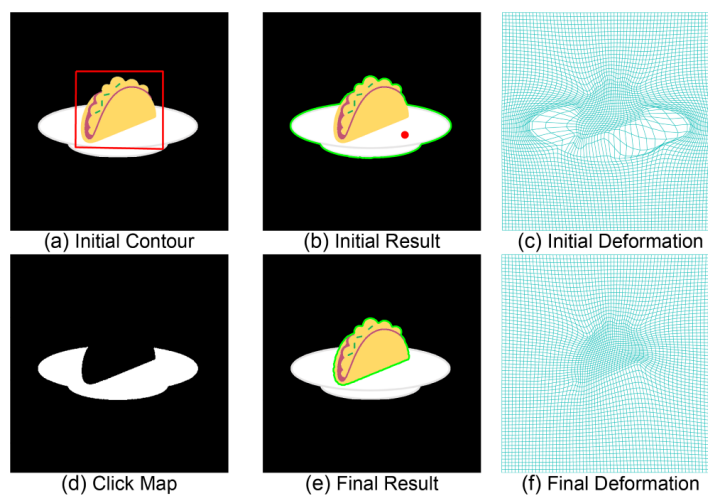 (a) Initial Contour
(b) Initial Result
(c) Initial Deformation
(d) Click Map
(e) Final Result
(f) Final Deformation